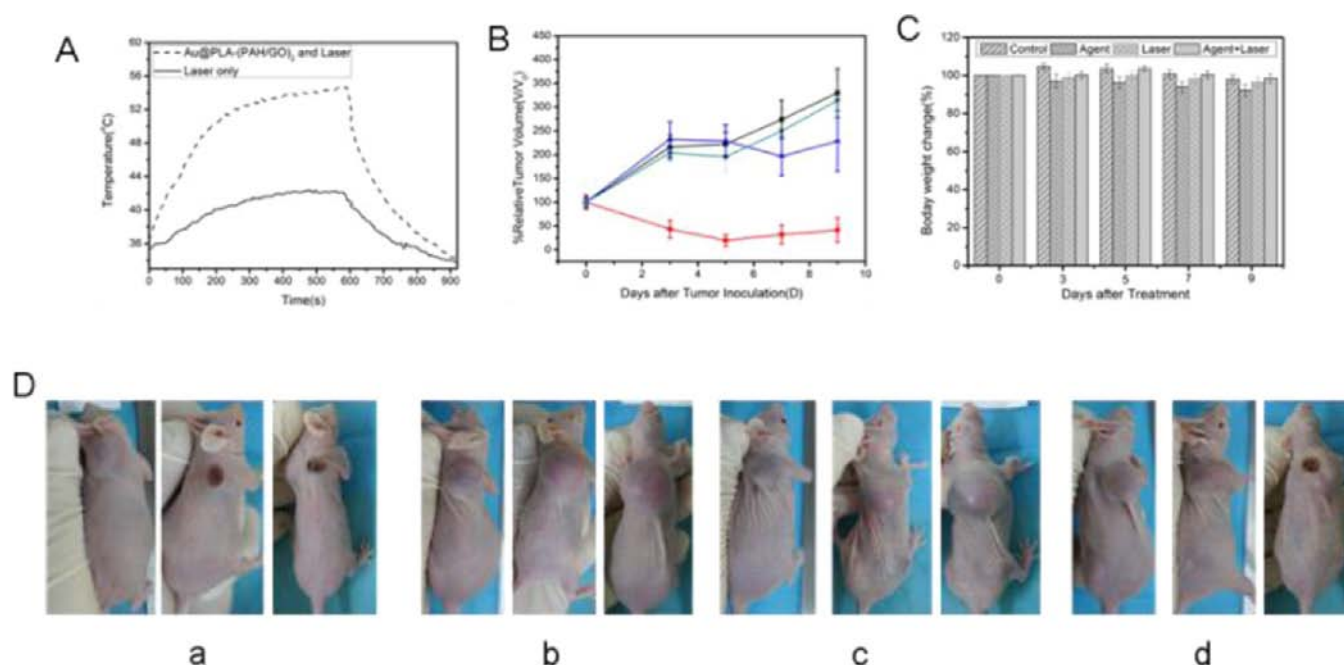 A
60
56
52
48
44
40
36
Temperature(°C)
Au@PLA-(PAH/GO)₂ and Laser
Laser only
0 100 200 300 400 500 600 700 800 900
Time(s)
B
450
400
350
300
250
200
150
100
50
0
%RelativeTumor Volume(V/V₀)
0 2 4 6 8 10
Days after Tumor Inoculation(D)
C
120
100
80
60
40
20
0
Boday weight change(%)
Control Agent Laser Agent+Laser
0 3 5 7 9
Days after Treatment
D
a b c d